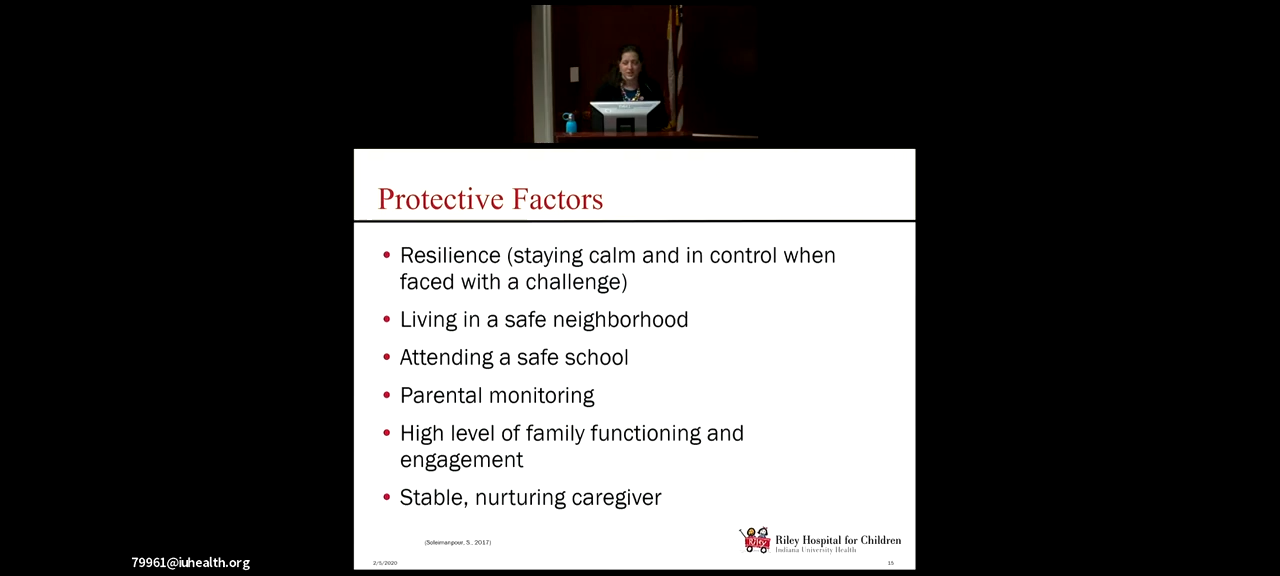 Protective Factors
• Resilience (staying calm and in control when
faced with a challenge)
• Living in a safe neighborhood
• Attending a safe school
• Parental monitoring
• High level of family functioning and
engagement
• Stable, nurturing caregiver
(Soleimanpour, S., 2017)
Riley Hospital for Children
Indiana University Health
2/5/2020
15
79961@iuhealth.org